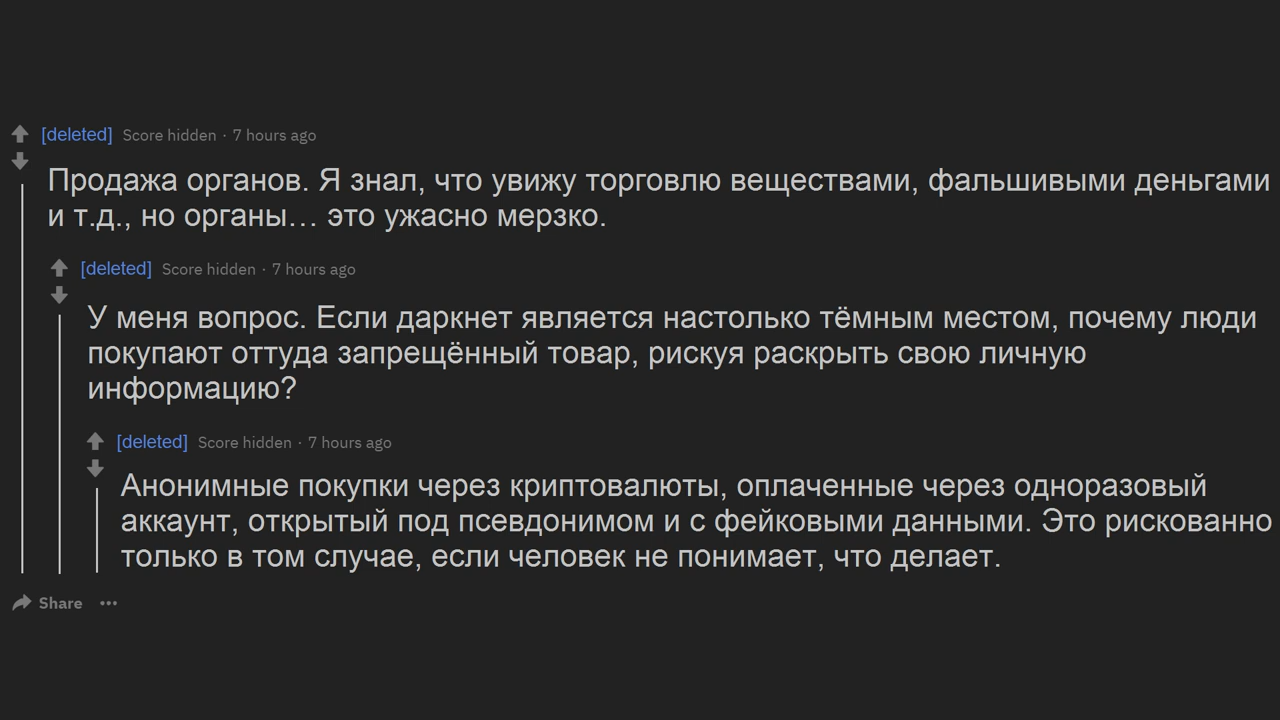 [deleted] Score hidden · 7 hours ago
Продажа органов. Я знал, что увижу торговлю веществами, фальшивыми деньгами
и т.д., но органы... это ужасно мерзко.
[deleted] Score hidden · 7 hours ago
У меня вопрос. Если даркнет является настолько тёмным местом, почему люди
покупают оттуда запрещённый товар, рискуя раскрыть свою личную
информацию?
[deleted] Score hidden · 7 hours ago
Анонимные покупки через криптовалюты, оплаченные через одноразовый
аккаунт, открытый под псевдонимом и с фейковыми данными. Это рискованно
только в том случае, если человек не понимает, что делает.
Share ...